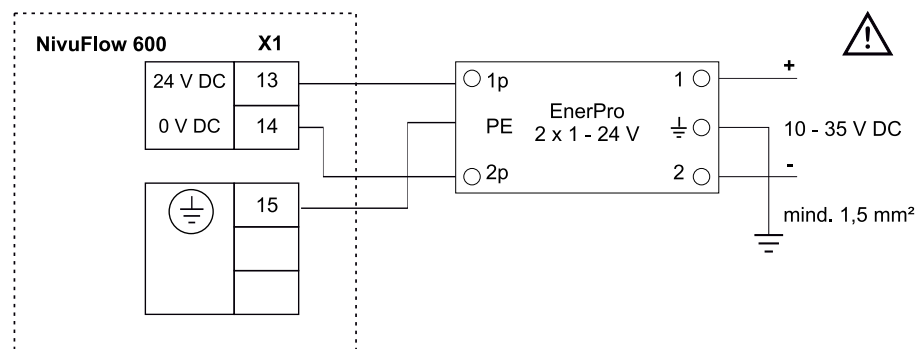 NivuFlow 600 X1
24 V DC 13
0 V DC 14
15
1p
PE
2p
EnerPro
2 x 1 - 24 V
1
2
+
10 - 35 V DC
-
mind. 1,5 mm²